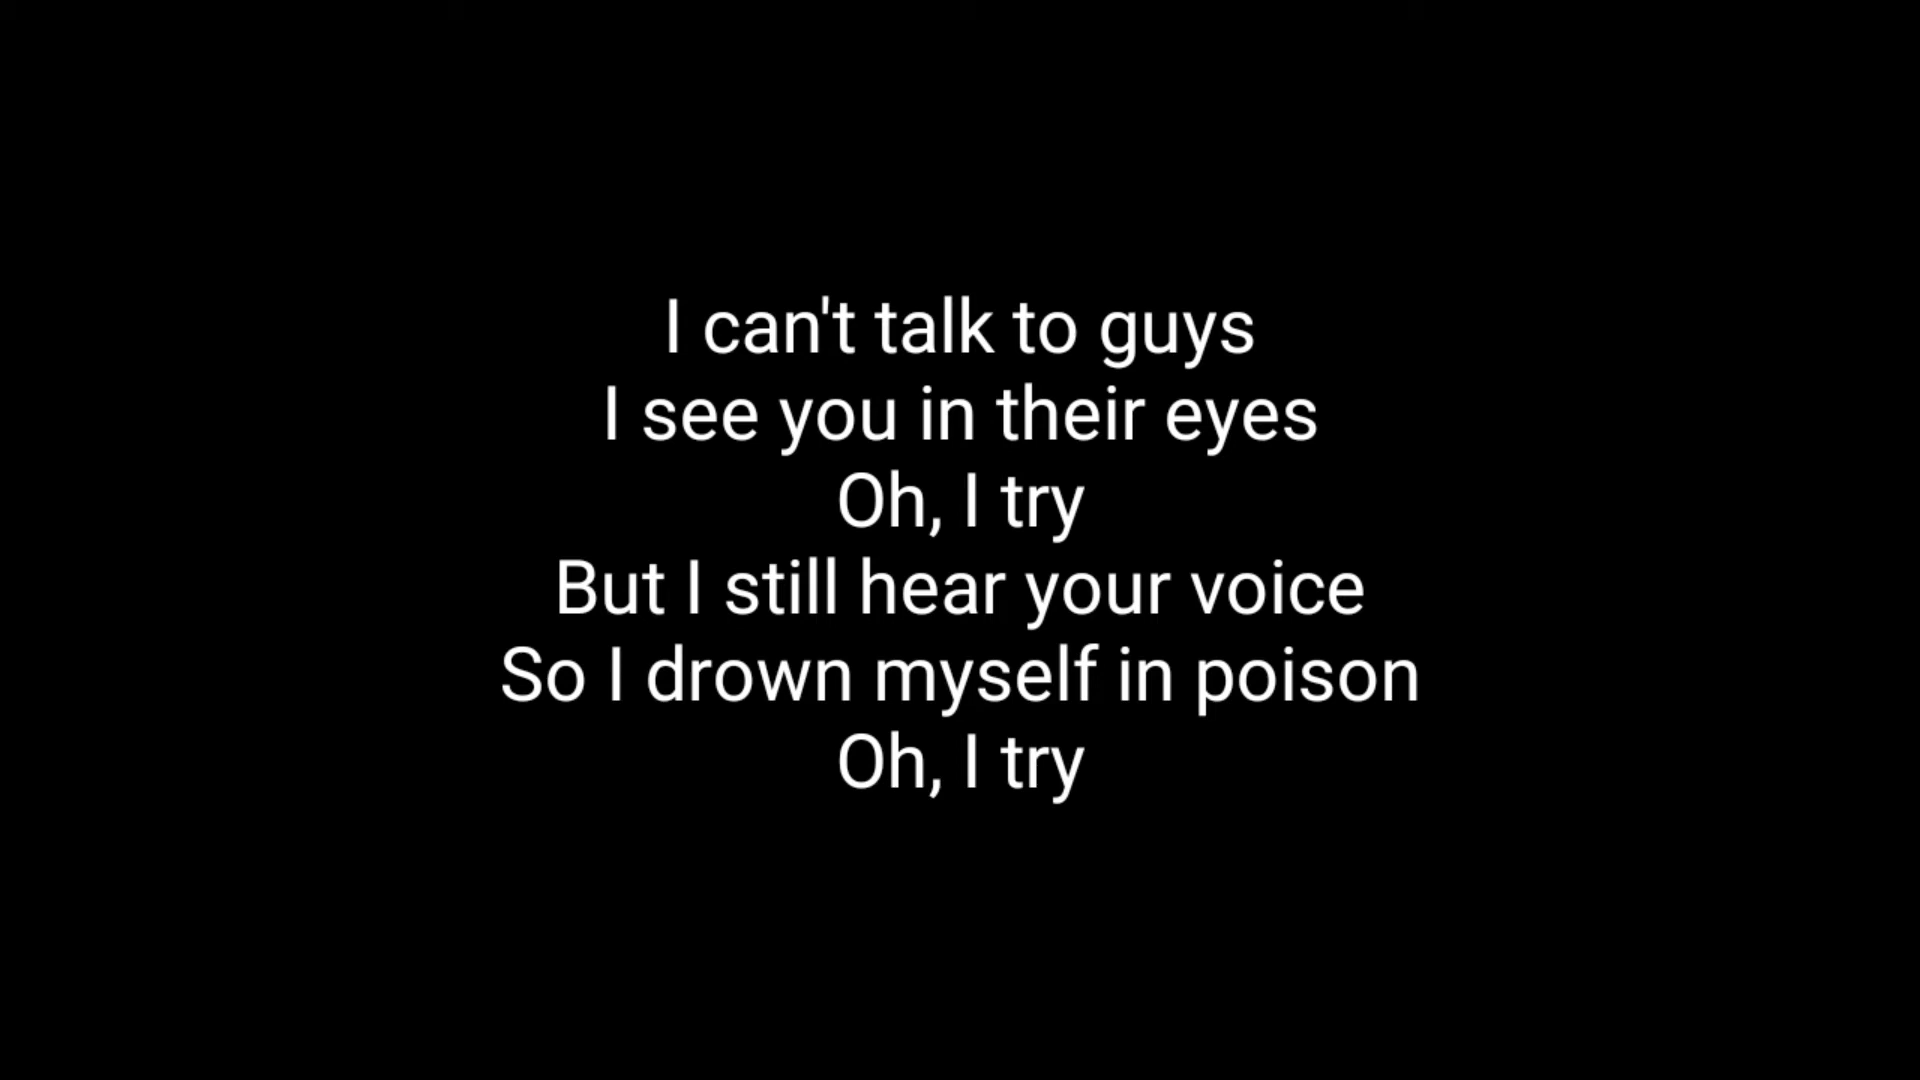 I can't talk to guys
I see you in their eyes
Oh, I try
But I still hear your voice
So I drown myself in poison
Oh, I try